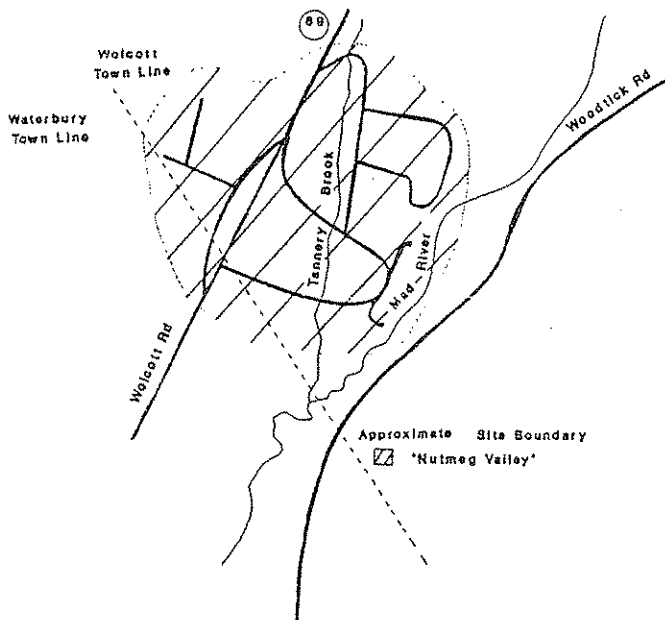 69
Wolcott
Town Line
Waterbury
Town Line
Woodtick Rd
Tannery Brook
Mad River
Wolcott Rd
Approximate Site Boundary
"Nutmeg Valley"